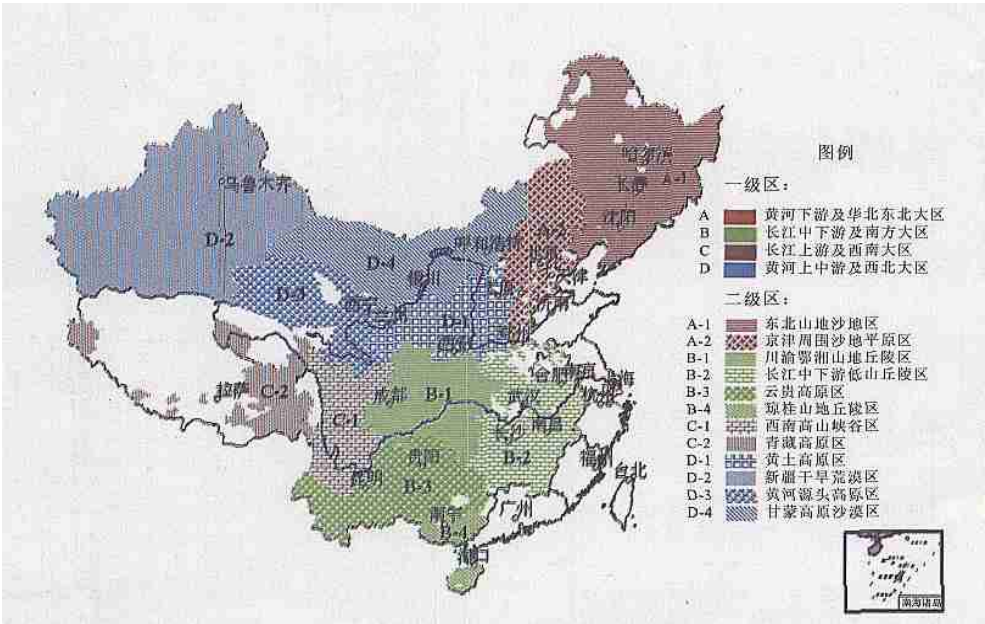 图例
一级区：
A 黄河下游及华北东北大区
B 长江中下游及南方大区
C 长江上游及西南大区
D 黄河上中游及西北大区
二级区：
A-1 东北山地沙地区
A-2 京津周围沙地平原区
B-1 川渝鄂湘山地丘陵区
B-2 长江中下游低山丘陵区
B-3 云贵高原区
B-4 琼桂山地丘陵区
C-1 西南高山峡谷区
C-2 青藏高原区
D-1 黄土高原区
D-2 新疆干旱荒漠区
D-3 黄河源头高原区
D-4 甘蒙高原沙漠区
哈尔滨
长春 A-1
沈阳
乌鲁木齐
呼和浩特
D-2
D-4
银川
天津
D-3
济南
西宁
兰州
D-1
合肥 南京
上海
拉萨
C-2
成都
B-1
武汉
杭州
C-1
长沙
南昌
贵阳
B-2
福州
台北
昆明
B-3
南宁
广州
B-4
海口
南海诸岛